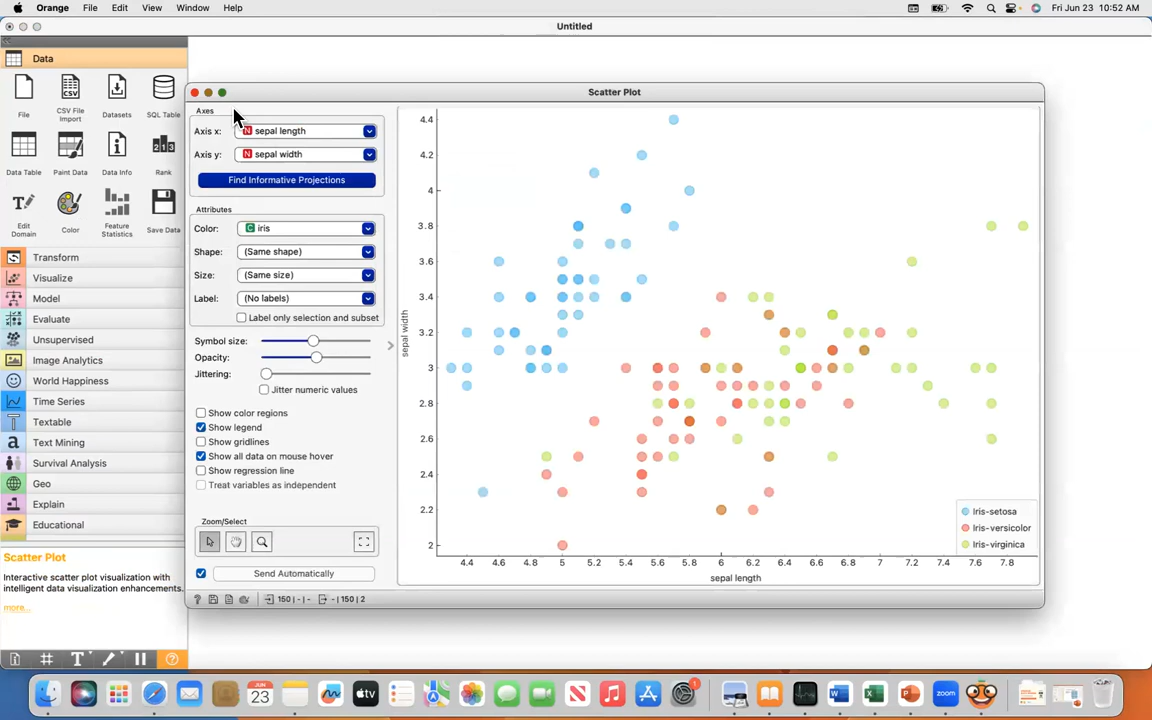 Orange File Edit View Window Help Fri Jun 23 10:52 AM
Untitled
Data
File CSV File Import Datasets SQL Table
Data Table Paint Data Data Info Rank
Edit Domain Color Feature Statistics Save Data
Transform
Visualize
Model
Evaluate
Unsupervised
Image Analytics
World Happiness
Time Series
Textable
Text Mining
Survival Analysis
Geo
Explain
Educational
Scatter Plot
Interactive scatter plot visualization with
intelligent data visualization enhancements.
more...
Scatter Plot
Axes
Axis x: N sepal length
Axis y: N sepal width
Find Informative Projections
Attributes
Color: C iris
Shape: (Same shape)
Size: (Same size)
Label: (No labels)
Label only selection and subset
Symbol size:
Opacity:
Jittering:
Jitter numeric values
Show color regions
Show legend
Show gridlines
Show all data on mouse hover
Show regression line
Treat variables as independent
Zoom/Select
Send Automatically
150 | - | - - | 150 | 2
sepal width
4.4
4.2
4
3.8
3.6
3.4
3.2
3
2.8
2.6
2.4
2.2
2
4.4 4.6 4.8 5 5.2 5.4 5.6 5.8 6 6.2 6.4 6.6 6.8 7 7.2 7.4 7.6 7.8
sepal length
Iris-setosa
Iris-versicolor
Iris-virginica
JUN
23
tv
zoom
1